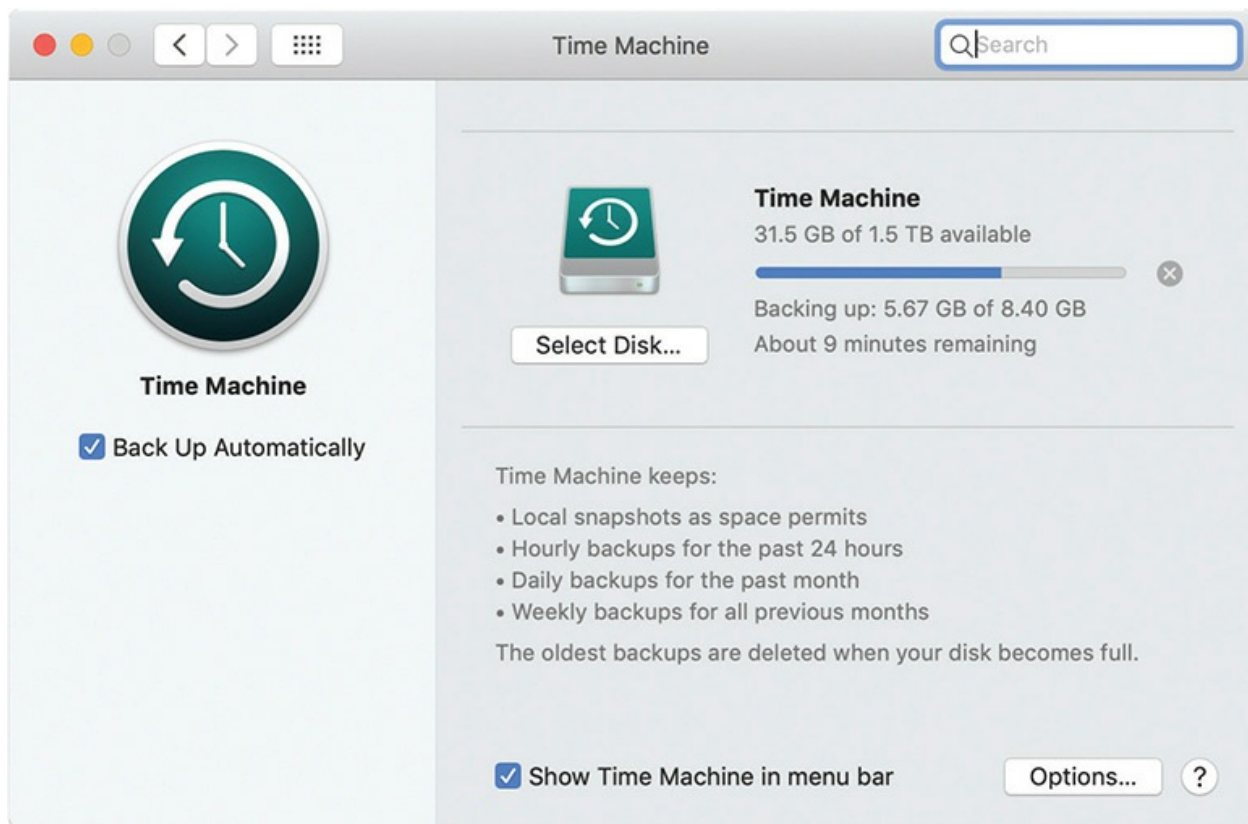 Time Machine
Search
Time Machine
Back Up Automatically
Time Machine
31.5 GB of 1.5 TB available
Backing up: 5.67 GB of 8.40 GB
About 9 minutes remaining
Select Disk...
Time Machine keeps:
• Local snapshots as space permits
• Hourly backups for the past 24 hours
• Daily backups for the past month
• Weekly backups for all previous months
The oldest backups are deleted when your disk becomes full.
Show Time Machine in menu bar
Options...
?